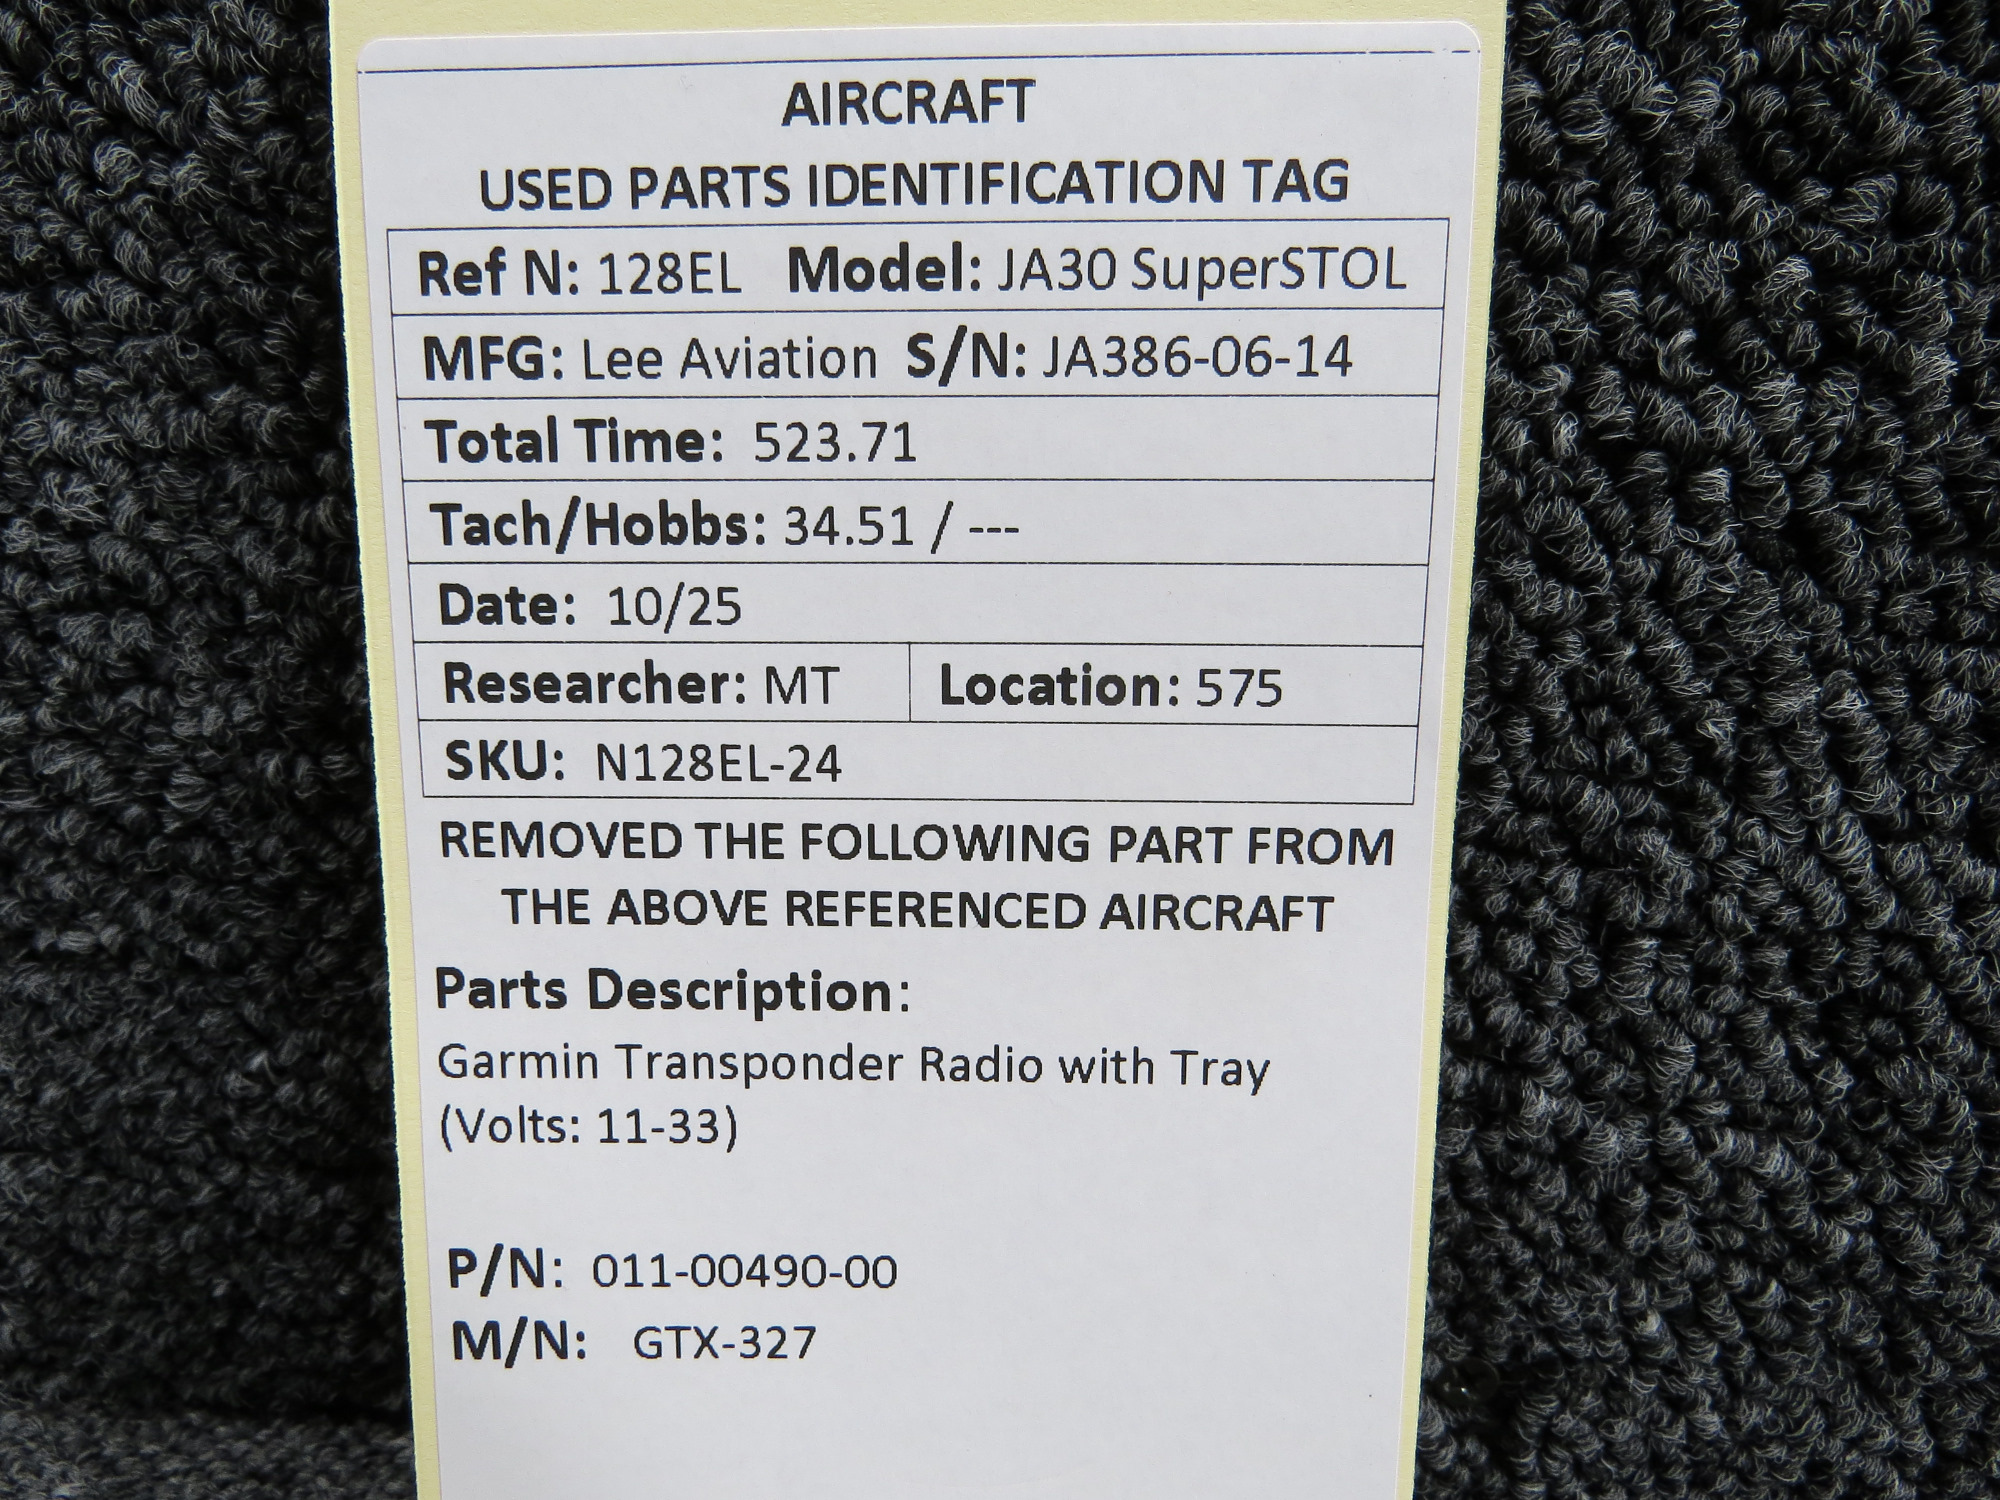 AIRCRAFT
USED PARTS IDENTIFICATION TAG
Ref N: 128EL Model: JA30 SuperSTOL
MFG: Lee Aviation S/N: JA386-06-14
Total Time: 523.71
Tach/Hobbs: 34.51 / ---
Date: 10/25
Researcher: MT Location: 575
SKU: N128EL-24
REMOVED THE FOLLOWING PART FROM
THE ABOVE REFERENCED AIRCRAFT
Parts Description:
Garmin Transponder Radio with Tray
(Volts: 11-33)
P/N: 011-00490-00
M/N: GTX-327